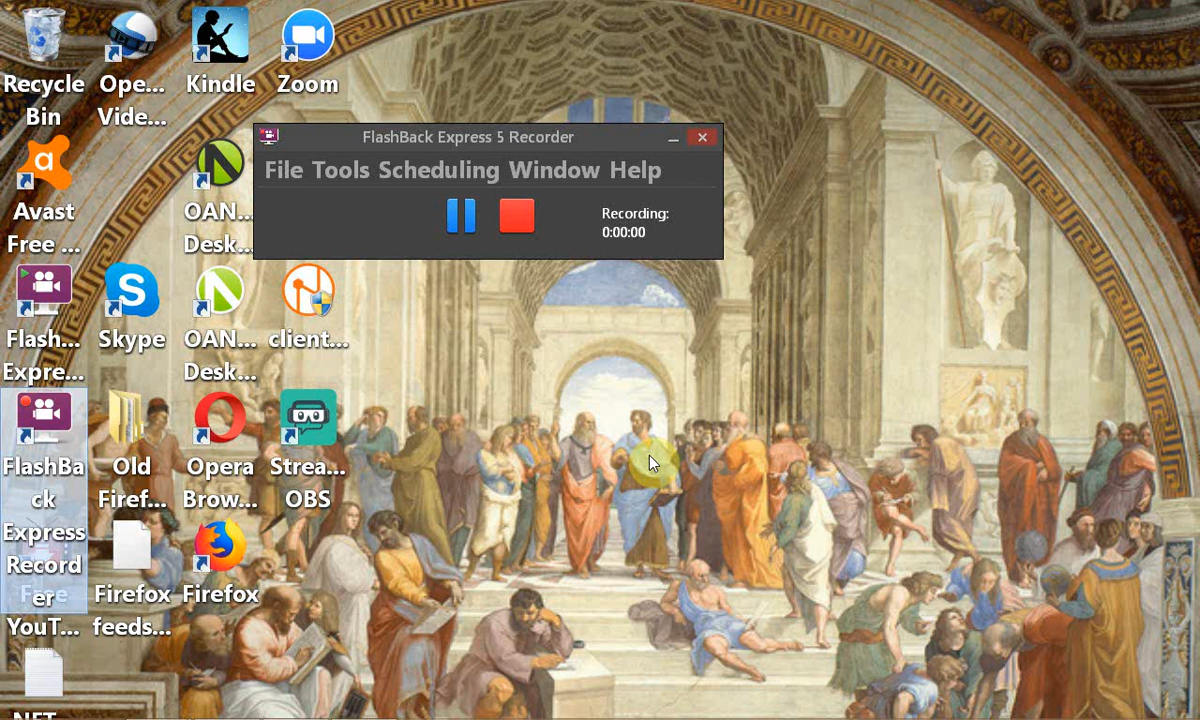 Recycle
Bin
Ope...
Vide...
Kindle
Zoom
FlashBack Express 5 Recorder
File Tools Scheduling Window Help
Recording:
0:00:00
Avast
Free ...
OAN...
Desk...
Flash...
Expre...
Skype
OAN...
Desk...
client...
FlashBa
ck
Express
Record
er
YouT...
Old
Firef...
Opera
Brow...
Strea...
OBS
Firefox
feeds...
Firefox